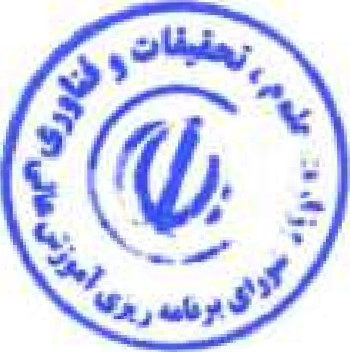 علوم، تحقیقات و فناوری
شورای برنامه ریزی آموزش عالی